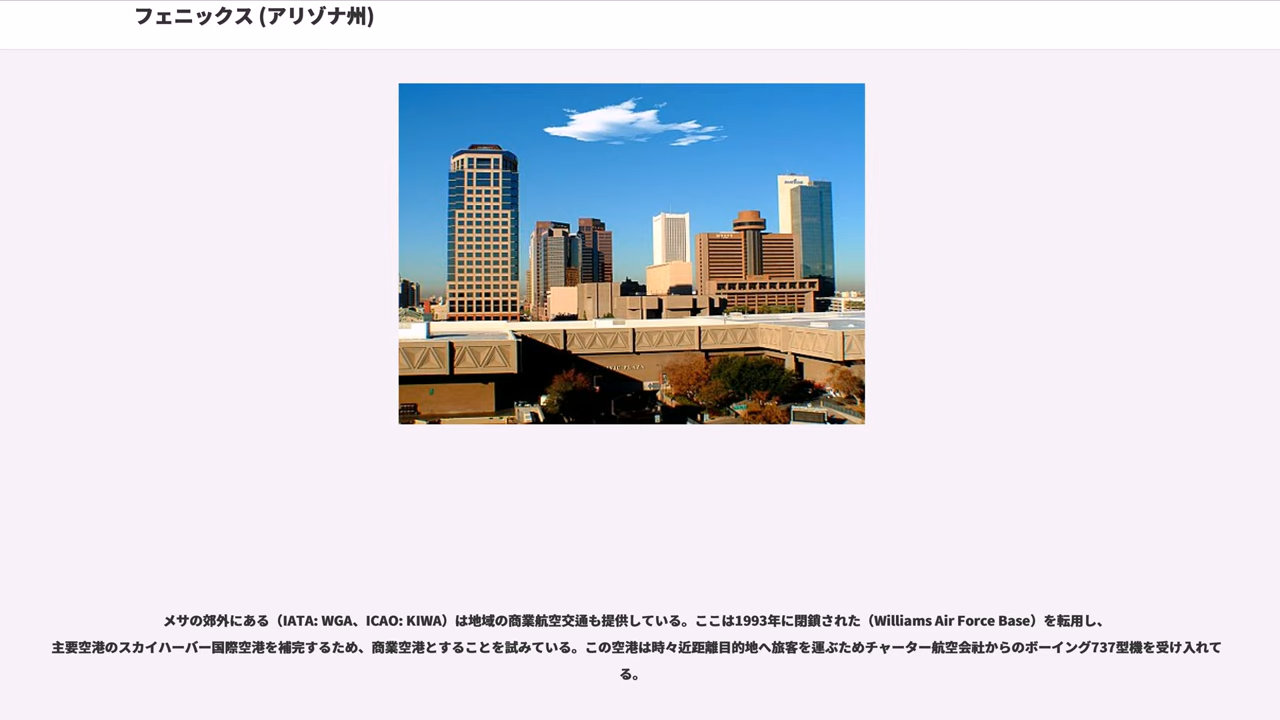 フェニックス (アリゾナ州)
メサの郊外にある（IATA: WGA、ICAO: KIWA）は地域の商業航空交通も提供している。ここは1993年に閉鎖された（Williams Air Force Base）を転用し、
主要空港のスカイハーバー国際空港を補完するため、商業空港とすることを試みている。この空港は時々近距離目的地へ旅客を運ぶためチャーター航空会社からのボーイング737型機を受け入れて
る。